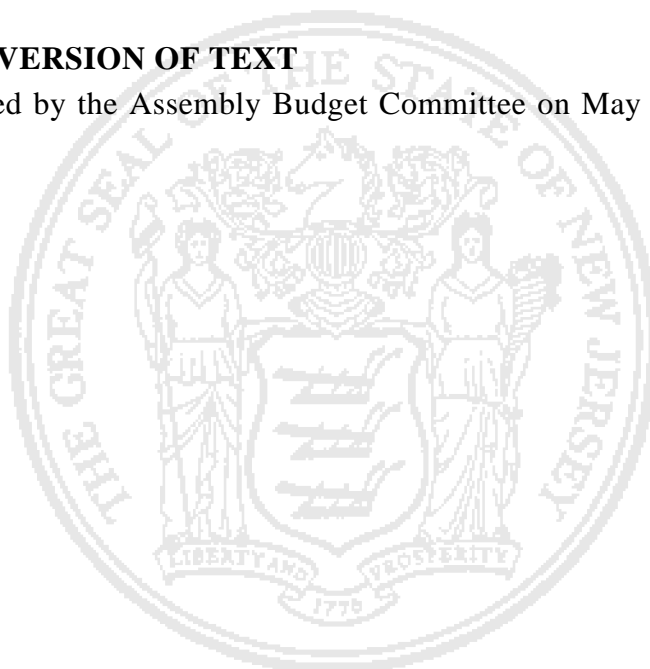 VERSION OF TEXT
ed by the Assembly Budget Committee on May
THE GREAT SEAL OF THE STATE OF NEW JERSEY
LIBERTY AND PROSPERITY
1776